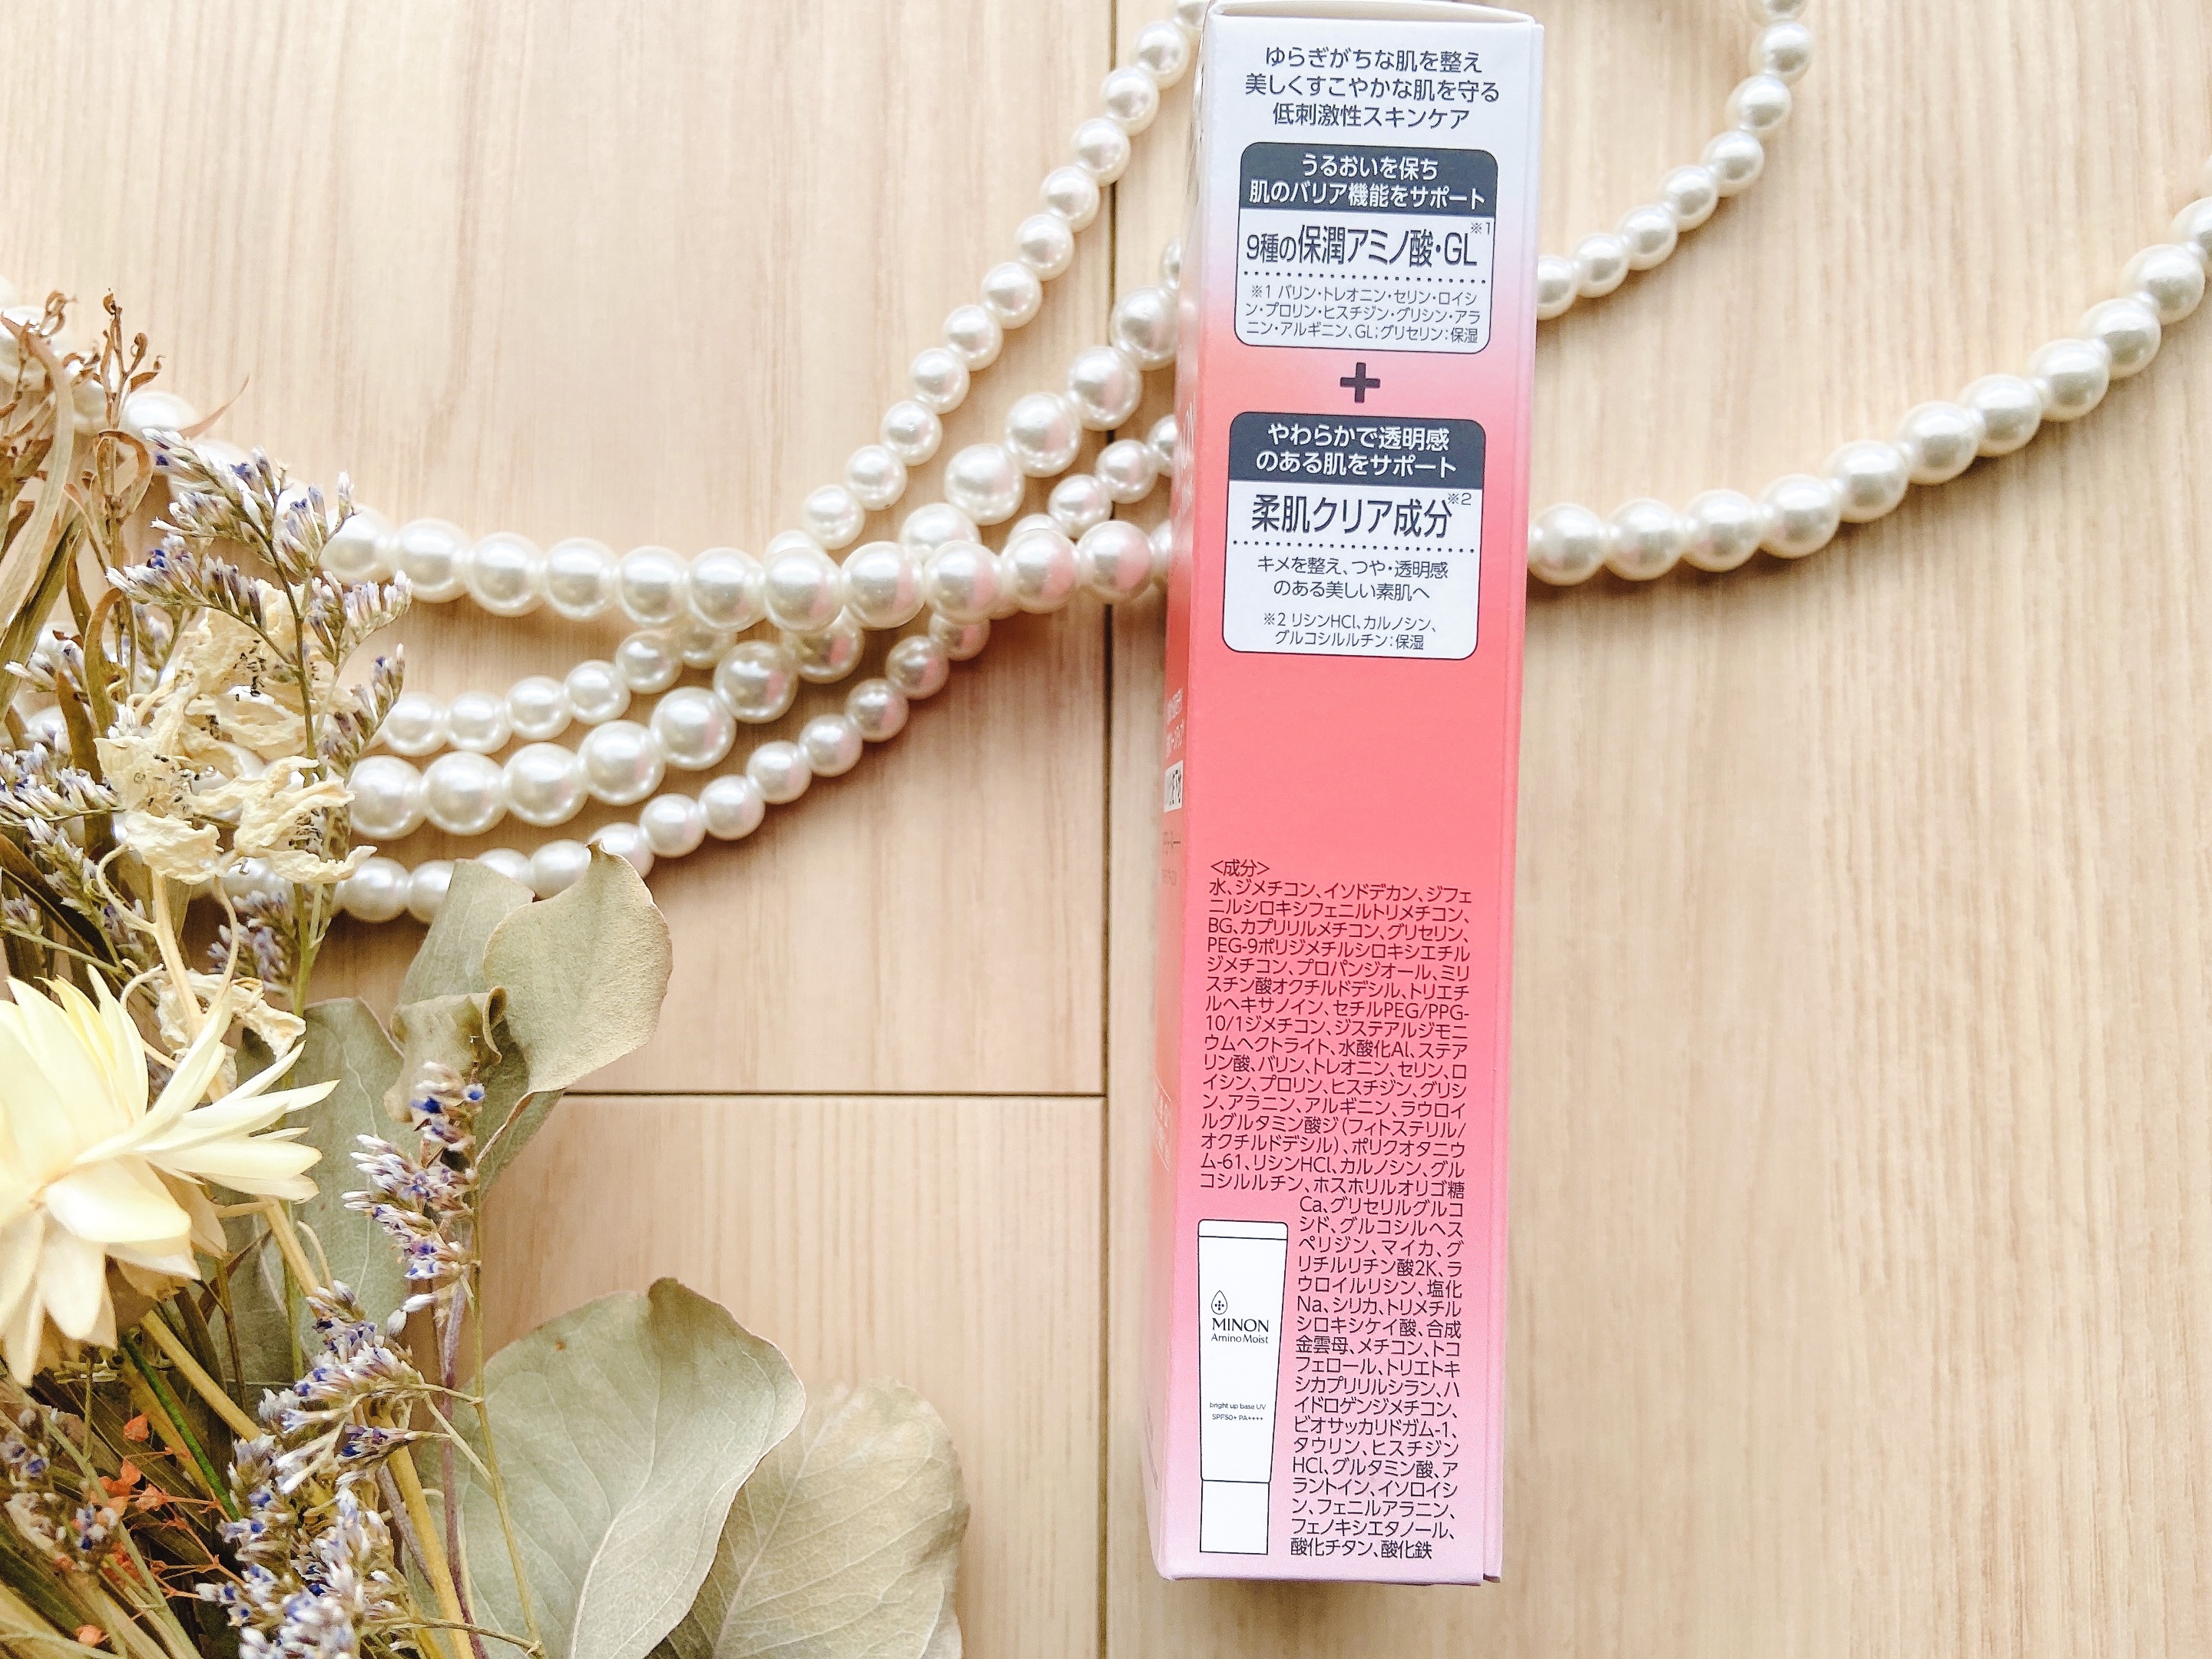 ゆらぎがちな肌を整え
美しくすこやかな肌を守る
低刺激性スキンケア
うるおいを保ち
肌のバリア機能をサポート
9種の保潤アミノ酸・GL※1
※1 バリン・トレオニン・セリン・ロイシ
ン・プロリン・ヒスチジン・グリシン・アラ
ニン・アルギニン、GL;グリセリン:保湿
+
やわらかで透明感
のある肌をサポート
柔肌クリア成分※2
キメを整え、つや・透明感
のある美しい素肌へ
※2 リシンHCl、カルノシン、
グルコシルルチン:保湿
<成分>
水、ジメチコン、イソドデカン、ジフェ
ニルシロキシフェニルトリメチコン、
BG、カプリリルメチコン、グリセリン、
PEG-9ポリジメチルシロキシエチル
ジメチコン、プロパンジオール、ミリ
スチン酸オクチルドデシル、トリエチ
ルヘキサノイン、セチルPEG/PPG-
10/1ジメチコン、ジステアルジモニ
ウムヘクトライト、水酸化Al、ステア
リン酸、バリン、トレオニン、セリン、ロ
イシン、プロリン、ヒスチジン、グリシ
ン、アラニン、アルギニン、ラウロイ
ルグルタミン酸ジ(フィトステリル/
オクチルドデシル)、ポリクオタニウ
ム-61、リシンHCl、カルノシン、グル
コシルルチン、ホスホリルオリゴ糖
Ca、グリセリルグルコ
シド、グルコシルヘス
ペリジン、マイカ、グ
リチルリチン酸2K、ラ
ウロイルリシン、塩化
Na、シリカ、トリメチル
シロキシケイ酸、合成
金雲母、メチコン、トコ
フェロール、トリエトキ
シカプリリルシラン、ハ
イドロゲンジメチコン、
ビオサッカリドガム-1、
タウリン、ヒスチジン
HCl、グルタミン酸、ア
ラントイン、イソロイシ
ン、フェニルアラニン、
フェノキシエタノール、
酸化チタン、酸化鉄
MINON
Amino Moist
bright up base UV
SPF50+ PA++++